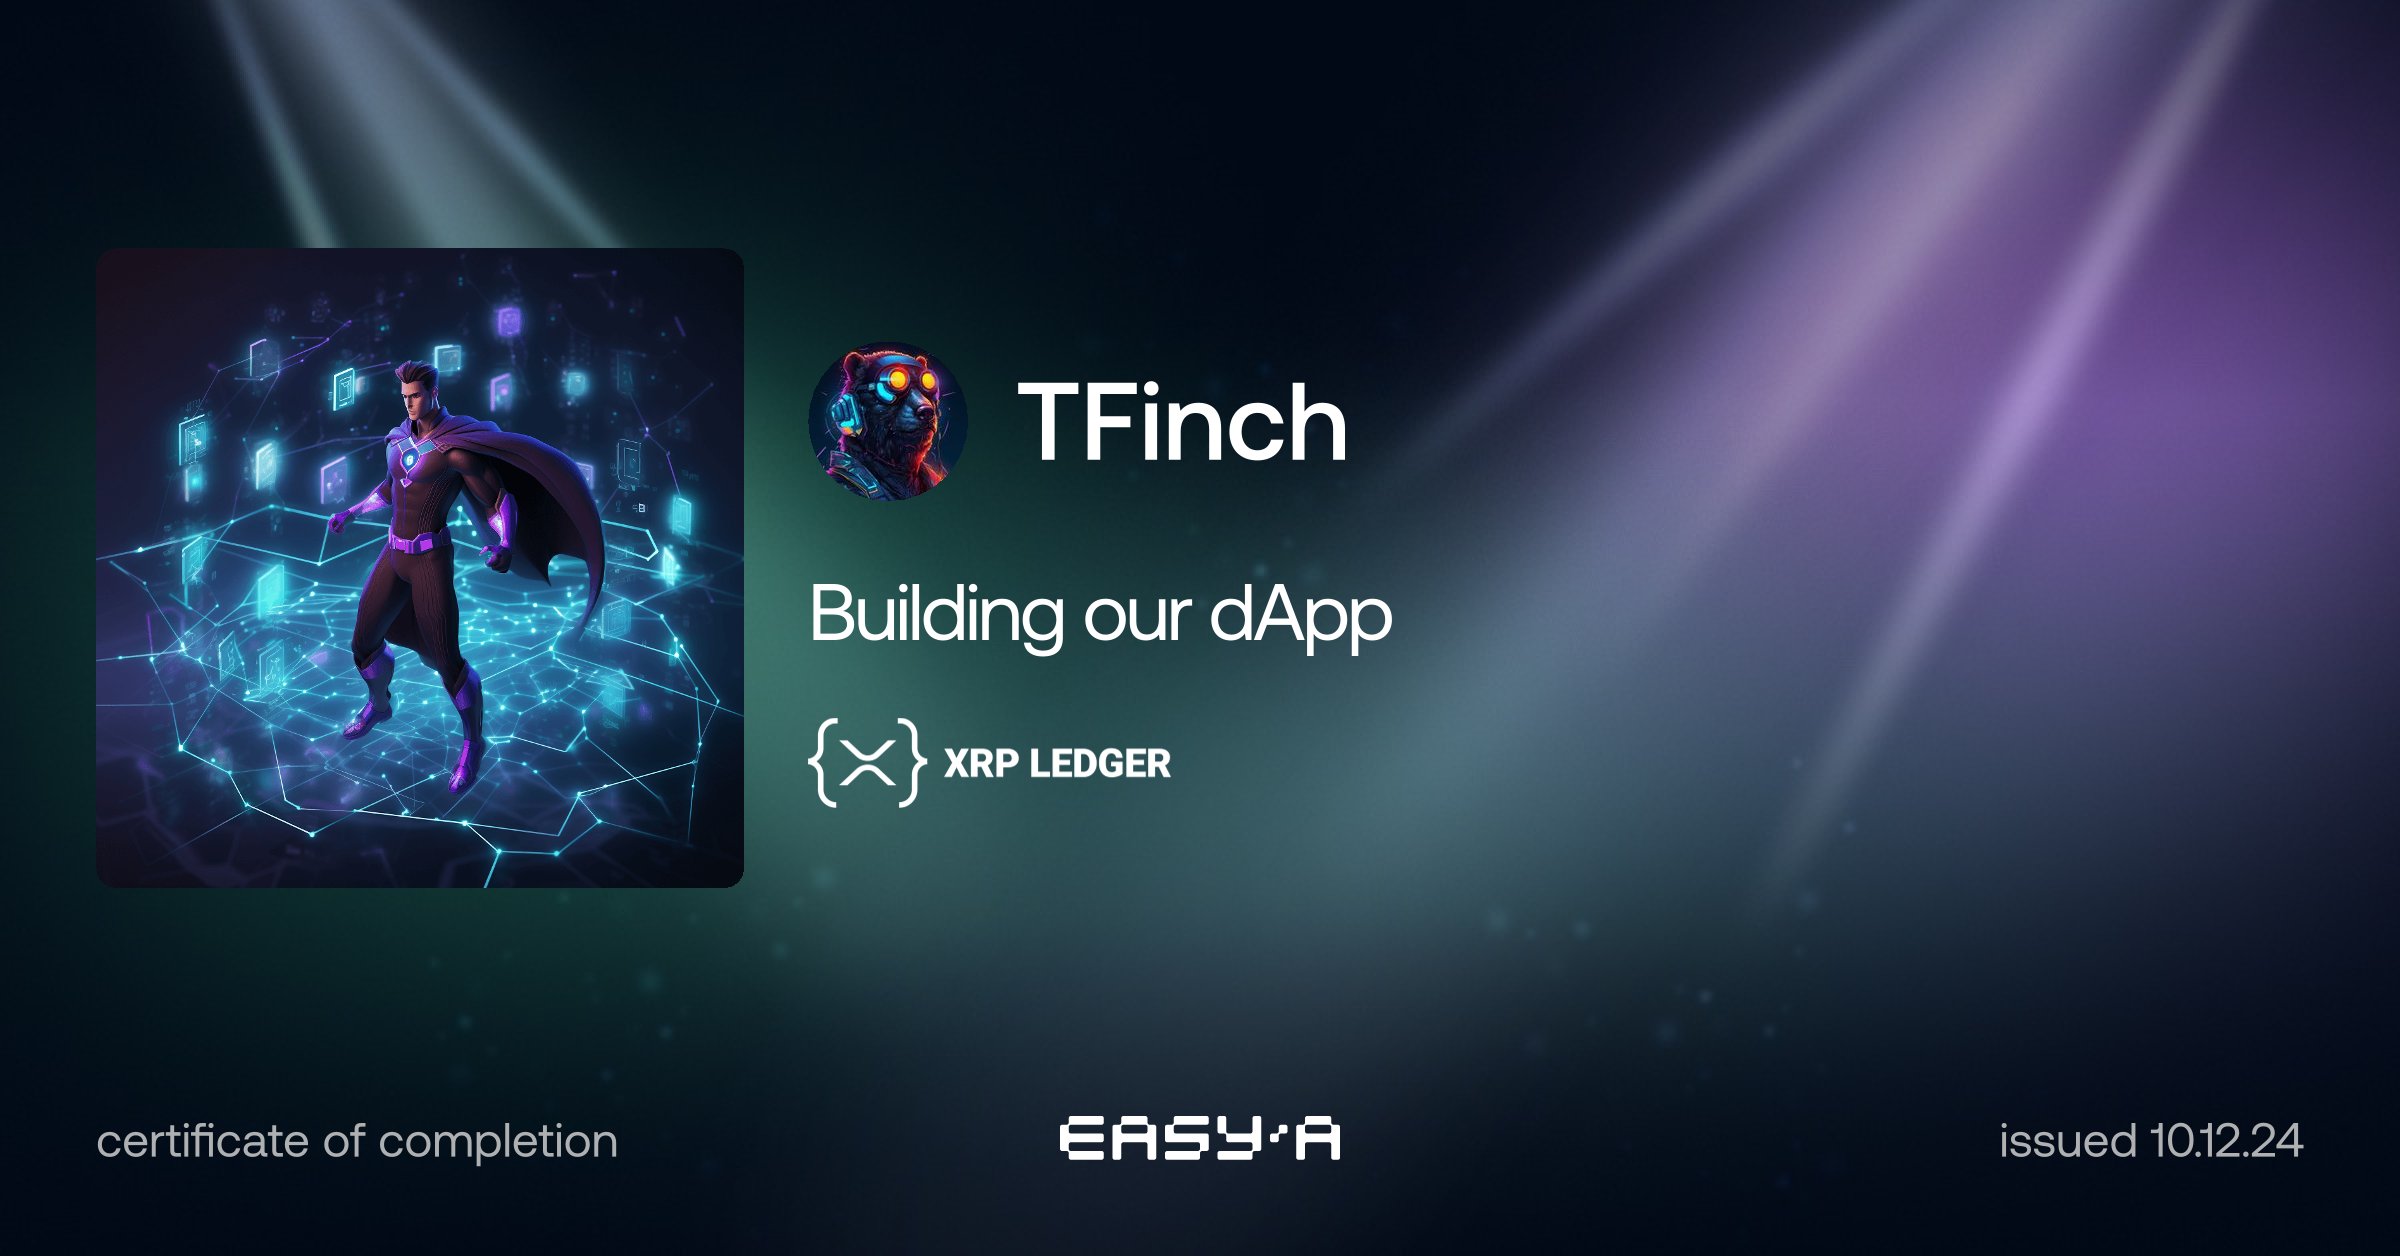 TFinch
Building our dApp
XRP LEDGER
certificate of completion
EASY·A
issued 10.12.24